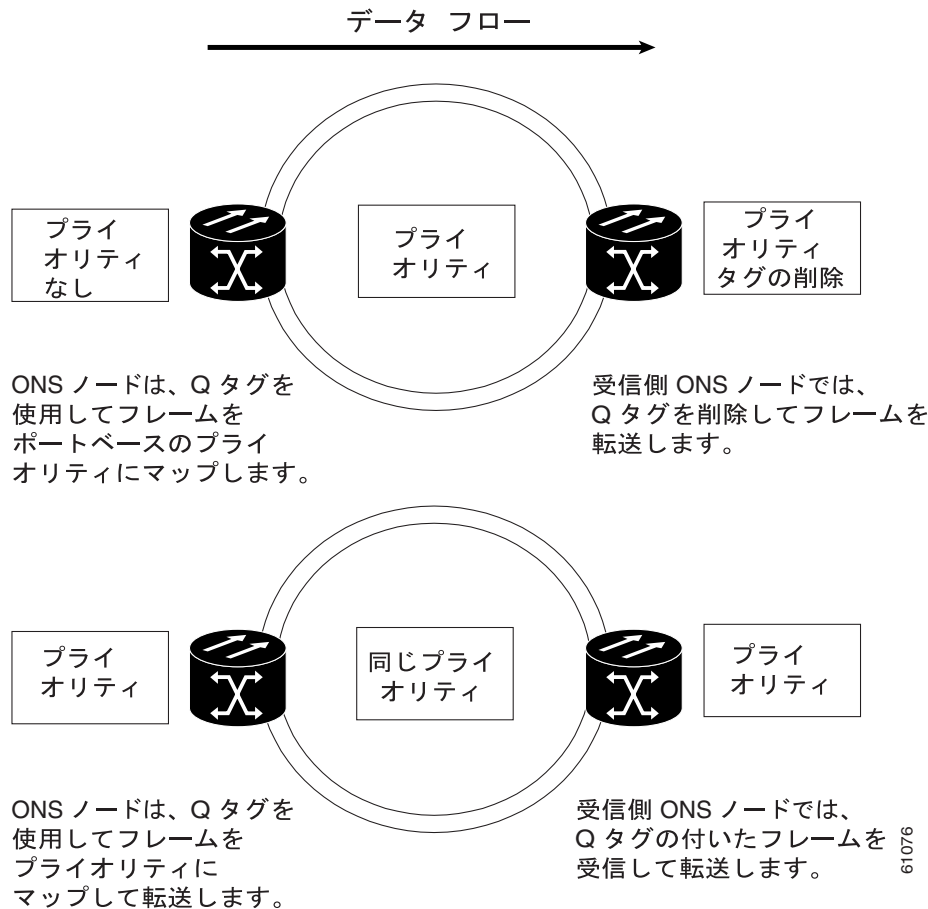 データ フロー
プライ
オリティ
なし
プライ
オリティ
プライ
オリティ
タグの削除
ONS ノードは、Q タグを
使用してフレームを
ポートベースのプライ
オリティにマップします。
受信側 ONS ノードでは、
Q タグを削除してフレームを
転送します。
プライ
オリティ
同じプライ
オリティ
プライ
オリティ
ONS ノードは、Q タグを
使用してフレームを
プライオリティに
マップして転送します。
受信側 ONS ノードでは、
Q タグの付いたフレームを
受信して転送します。
61076